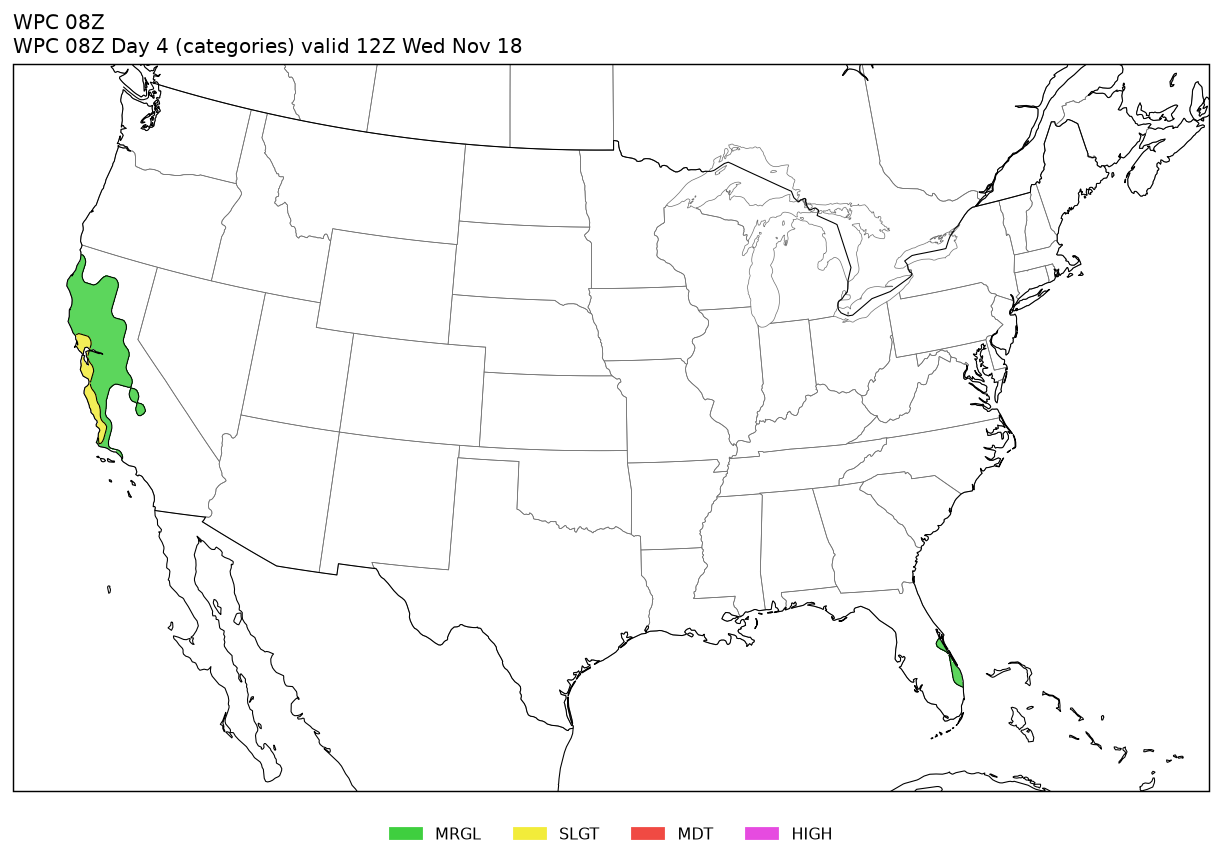 WPC 08Z
WPC 08Z Day 4 (categories) valid 12Z Wed Nov 18
MRGL SLGT MDT HIGH